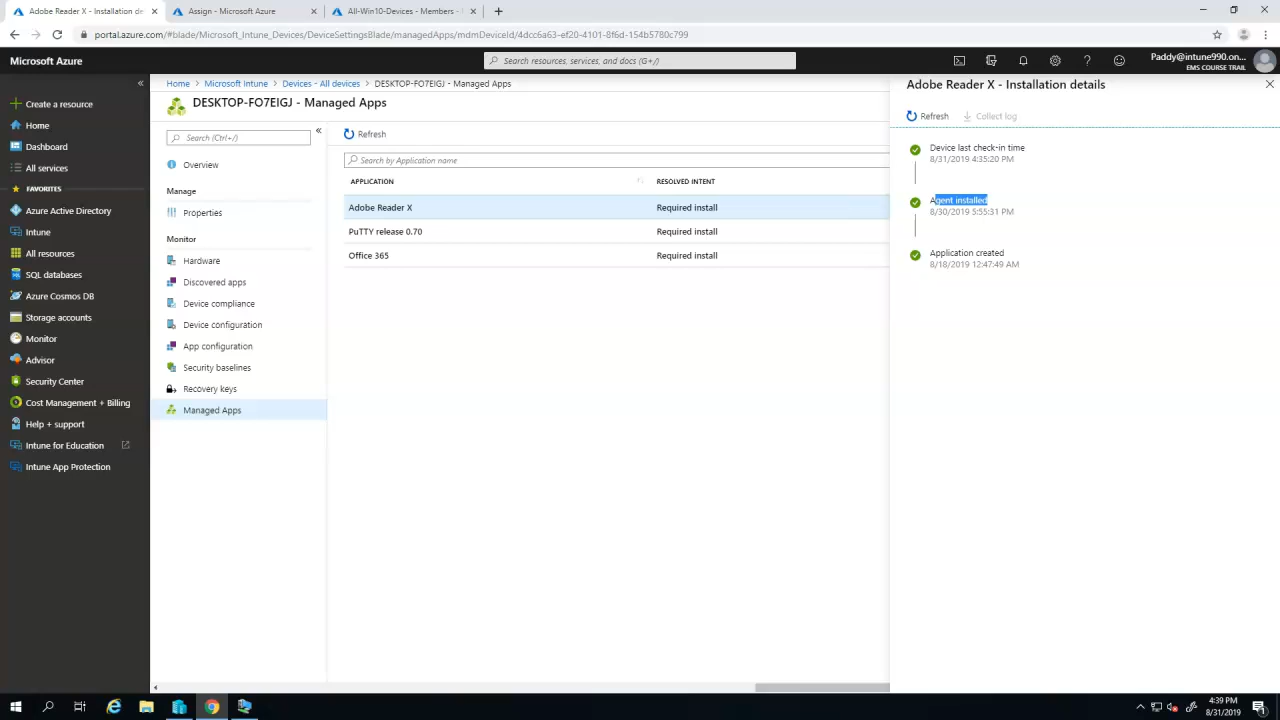 Adobe Reader X - Installation de
Assign - Microsoft Azure
All-Win10-Devices - Members -
portal.azure.com/#blade/Microsoft_Intune_Devices/DeviceSettingsBlade/managedApps/mdmDeviceId/4dcc6a63-ef20-4101-8f6d-154b5780c799
Microsoft Azure
Search resources, services, and docs (G+/)
Paddy@intune990.on...
EMS COURSE TRAIL
Create a resource
Home
Dashboard
All services
FAVORITES
Azure Active Directory
Intune
All resources
SQL databases
Azure Cosmos DB
Storage accounts
Monitor
Advisor
Security Center
Cost Management + Billing
Help + support
Intune for Education
Intune App Protection
Home > Microsoft Intune > Devices - All devices > DESKTOP-FO7EIGJ - Managed Apps
DESKTOP-FO7EIGJ - Managed Apps
Search (Ctrl+/)
Overview
Manage
Properties
Monitor
Hardware
Discovered apps
Device compliance
Device configuration
App configuration
Security baselines
Recovery keys
Managed Apps
Refresh
Search by Application name
APPLICATION RESOLVED INTENT
Adobe Reader X Required install
PuTTY release 0.70 Required install
Office 365 Required install
Adobe Reader X - Installation details
Refresh Collect log
Device last check-in time
8/31/2019 4:35:20 PM
Agent installed
8/30/2019 5:55:31 PM
Application created
8/18/2019 12:47:49 AM
4:39 PM
8/31/2019